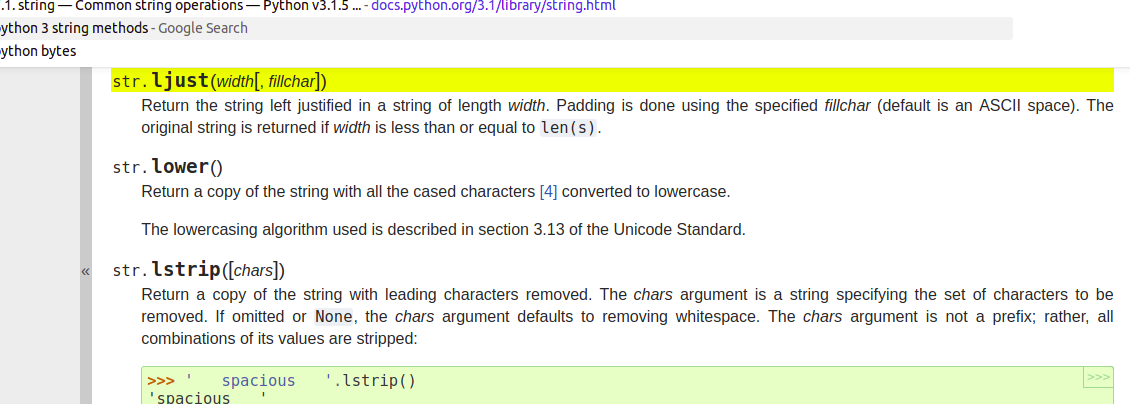 .1. string — Common string operations — Python v3.1.5 ... - docs.python.org/3.1/library/string.html
ython 3 string methods - Google Search
ython bytes
str.ljust(width[, fillchar])
Return the string left justified in a string of length width. Padding is done using the specified fillchar (default is an ASCII space). The
original string is returned if width is less than or equal to len(s).
str.lower()
Return a copy of the string with all the cased characters [4] converted to lowercase.
The lowercasing algorithm used is described in section 3.13 of the Unicode Standard.
«
str.lstrip([chars])
Return a copy of the string with leading characters removed. The chars argument is a string specifying the set of characters to be
removed. If omitted or None, the chars argument defaults to removing whitespace. The chars argument is not a prefix; rather, all
combinations of its values are stripped:
>>> '   spacious   '.lstrip()
>>>
'spacious   '